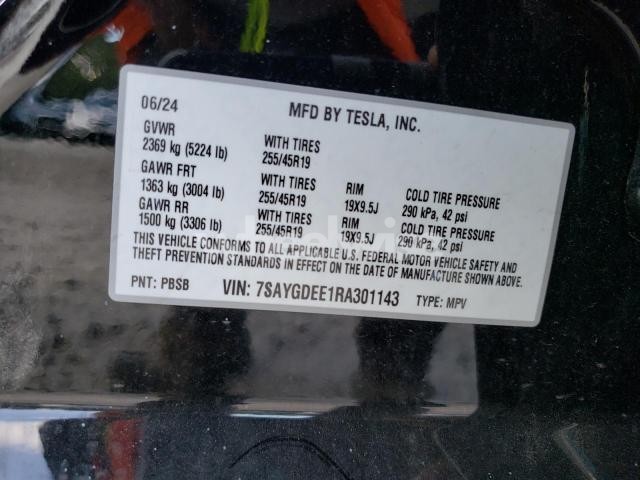 06/24 MFD BY TESLA, INC.
GVWR
2369 kg (5224 lb) WITH TIRES 255/45R19
GAWR FRT
1363 kg (3004 lb) WITH TIRES 255/45R19 RIM 19X9.5J COLD TIRE PRESSURE 290 kPa, 42 psi
GAWR RR
1500 kg (3306 lb) WITH TIRES 255/45R19 RIM 19X9.5J COLD TIRE PRESSURE 290 kPa, 42 psi
THIS VEHICLE CONFORMS TO ALL APPLICABLE U.S. FEDERAL MOTOR VEHICLE SAFETY AND
THEFT PREVENTION STANDARDS IN EFFECT ON THE DATE OF MANUFACTURE SHOWN ABOVE.
PNT: PBSB VIN: 7SAYGDEE1RA301143 TYPE: MPV